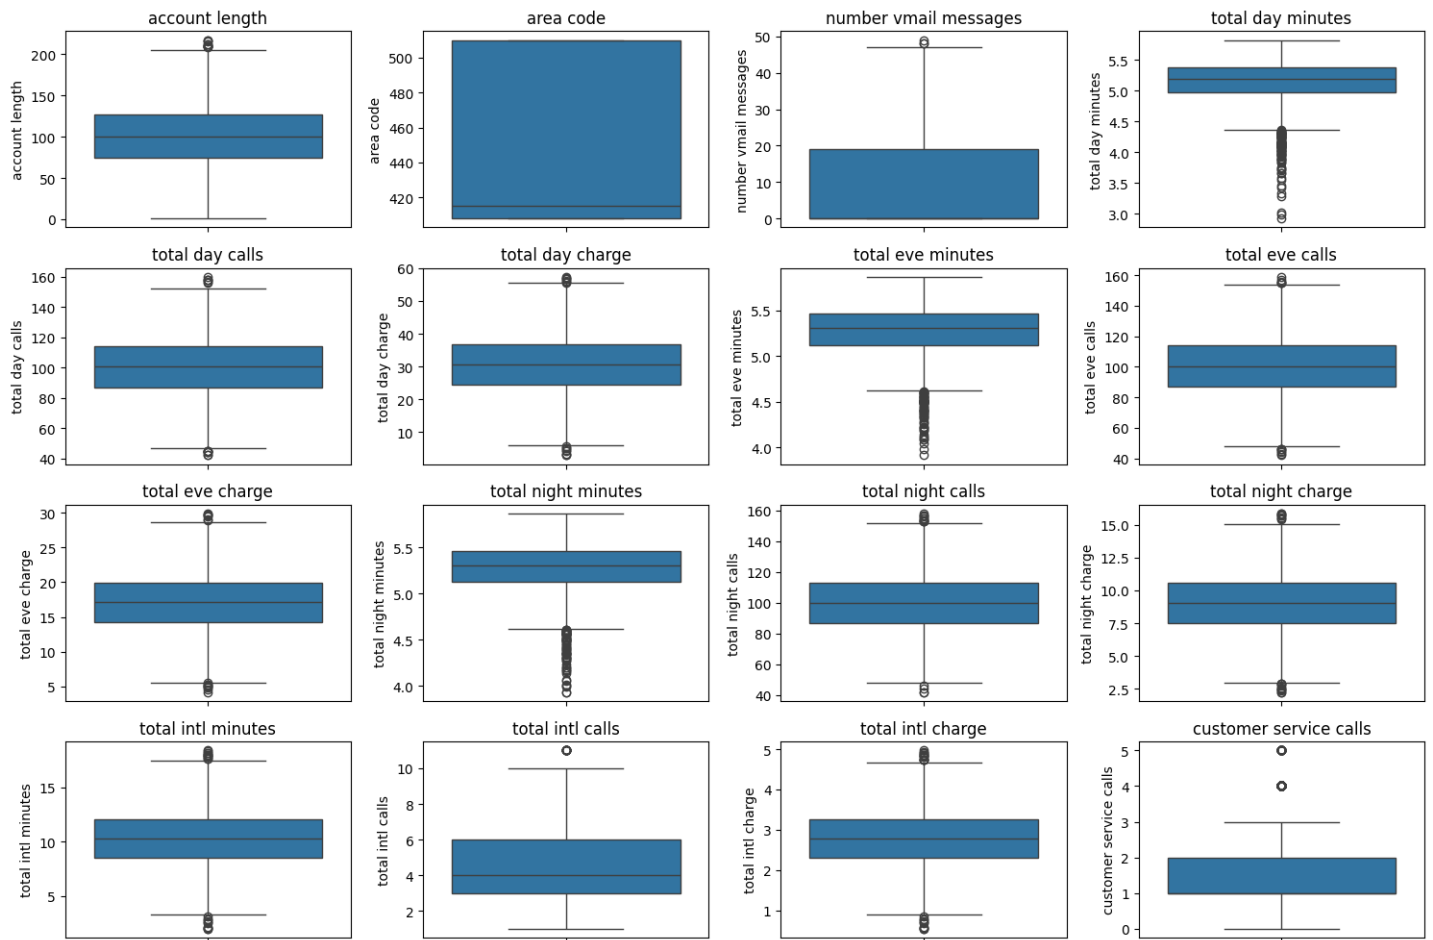 account length
area code
number vmail messages
total day minutes
account length
200
150
100
50
0
area code
500
480
460
440
420
number vmail messages
50
40
30
20
10
0
total day minutes
5.5
5.0
4.5
4.0
3.5
3.0
total day calls
total day charge
total eve minutes
total eve calls
total day calls
160
140
120
100
80
60
40
total day charge
60
50
40
30
20
10
total eve minutes
5.5
5.0
4.5
4.0
total eve calls
160
140
120
100
80
60
40
total eve charge
total night minutes
total night calls
total night charge
total eve charge
30
25
20
15
10
5
total night minutes
5.5
5.0
4.5
4.0
total night calls
160
140
120
100
80
60
40
total night charge
15.0
12.5
10.0
7.5
5.0
2.5
total intl minutes
total intl calls
total intl charge
customer service calls
total intl minutes
15
10
5
total intl calls
10
8
6
4
2
total intl charge
5
4
3
2
1
customer service calls
5
4
3
2
1
0